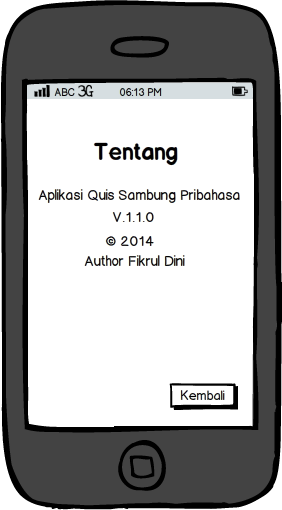 ABC 3G 06:13 PM
Tentang
Aplikasi Quis Sambung Pribahasa
V.1.1.0
© 2014
Author Fikrul Dini
Kembali